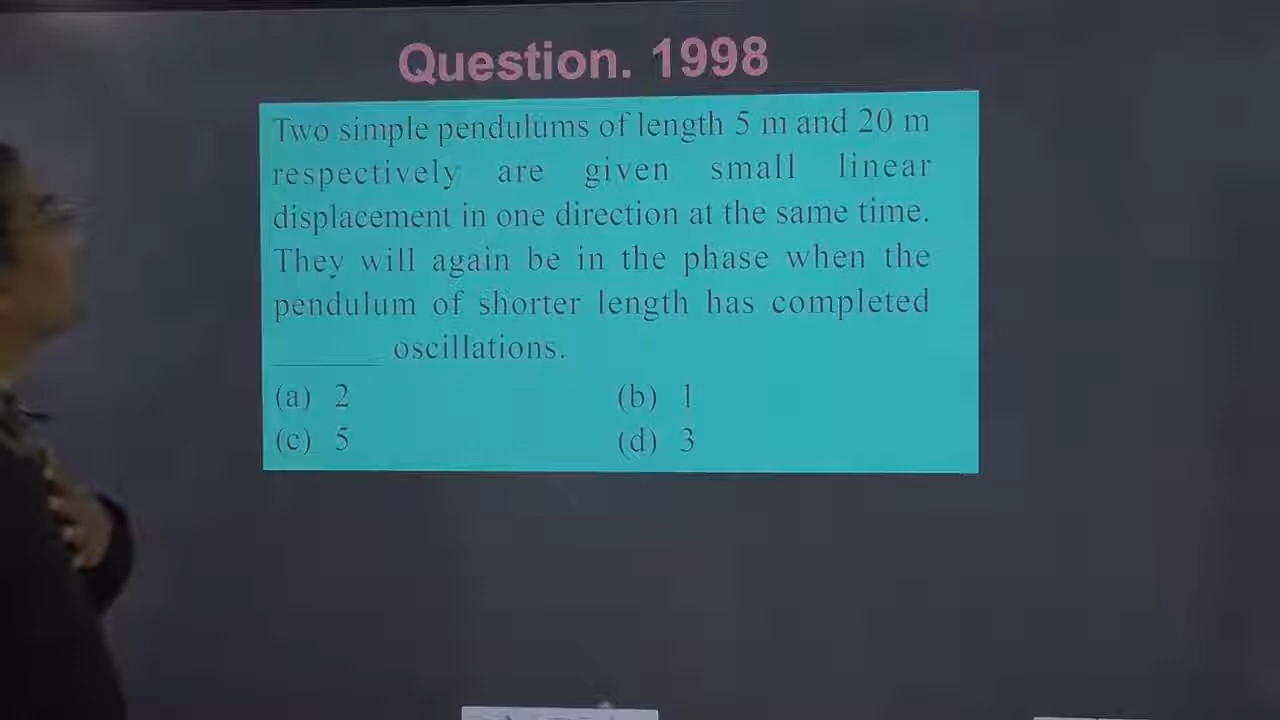 Question. 1998
Two simple pendulums of length 5 m and 20 m
respectively are given small linear
displacement in one direction at the same time.
They will again be in the phase when the
pendulum of shorter length has completed
________ oscillations.
(a) 2 (b) 1
(c) 5 (d) 3